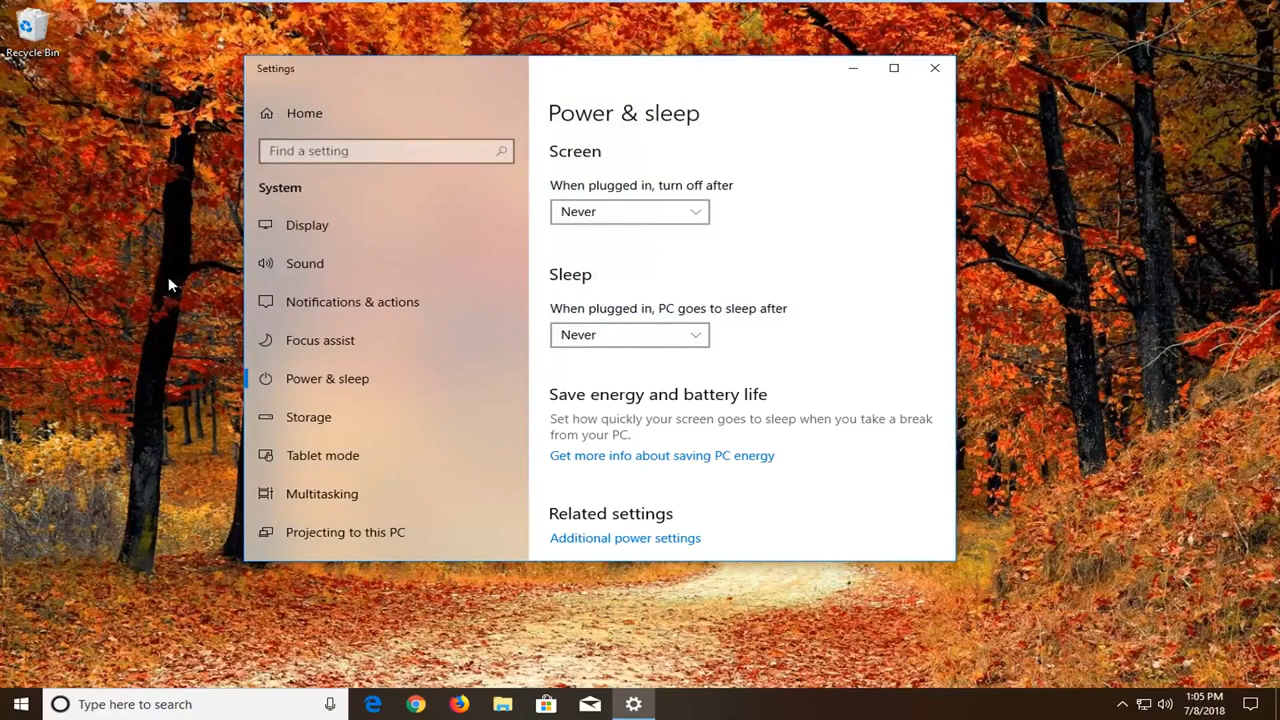 Recycle Bin
Settings
Home
Find a setting
System
Display
Sound
Notifications & actions
Focus assist
Power & sleep
Storage
Tablet mode
Multitasking
Projecting to this PC
Power & sleep
Screen
When plugged in, turn off after
Never
Sleep
When plugged in, PC goes to sleep after
Never
Save energy and battery life
Set how quickly your screen goes to sleep when you take a break
from your PC.
Get more info about saving PC energy
Related settings
Additional power settings
Type here to search
1:05 PM
7/8/2018